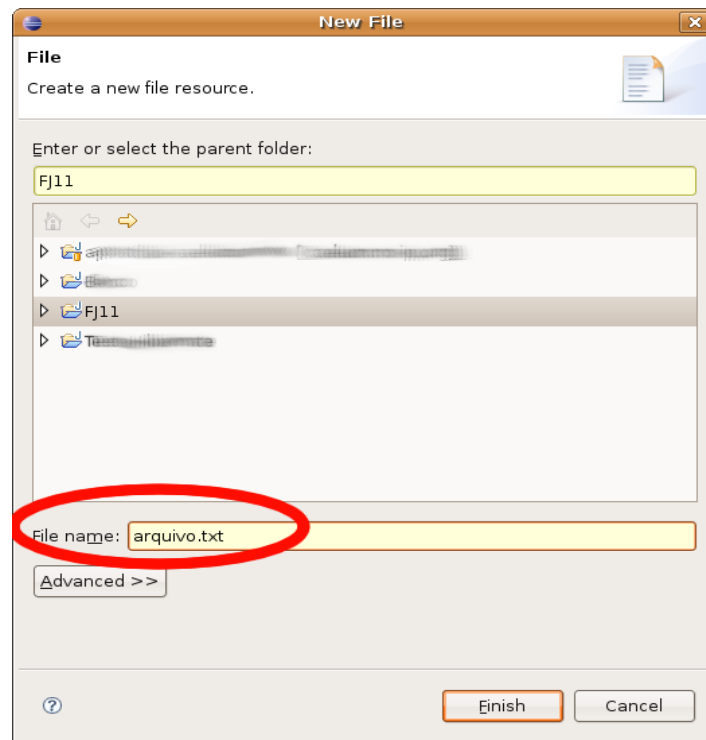 New File
File
Create a new file resource.
Enter or select the parent folder:
FJ11
FJ11
File name: arquivo.txt
Advanced >>
Finish Cancel